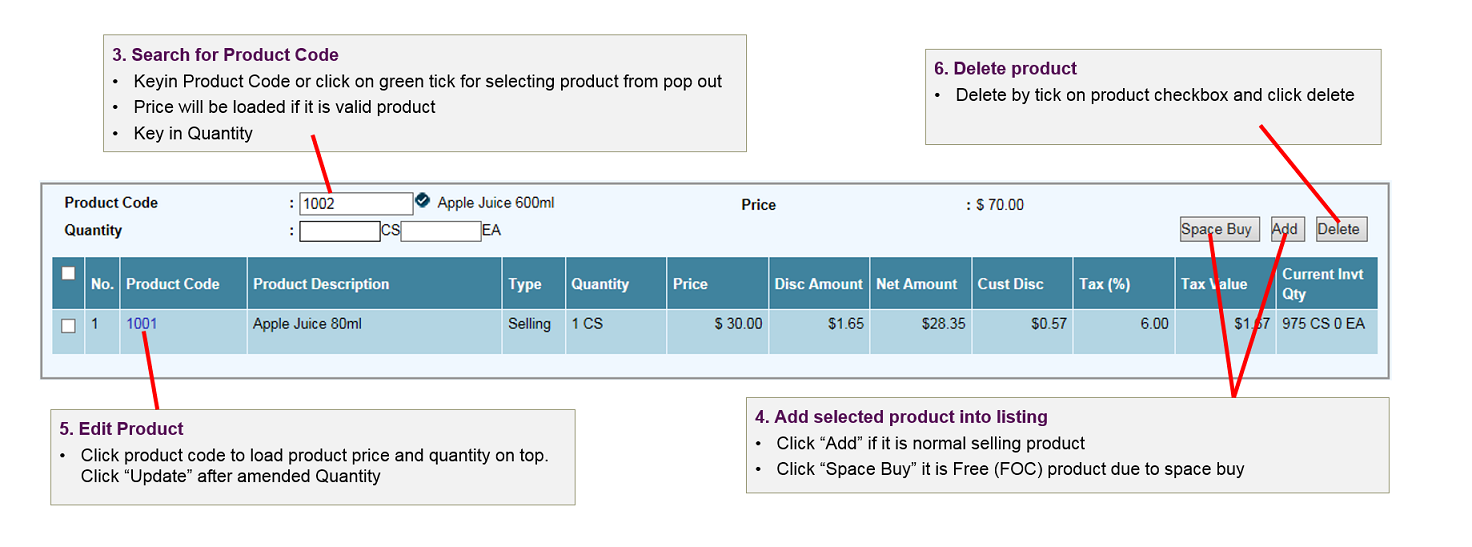 3. Search for Product Code
• Keyin Product Code or click on green tick for selecting product from pop out
• Price will be loaded if it is valid product
• Key in Quantity
6. Delete product
• Delete by tick on product checkbox and click delete
Product Code : 1002 Apple Juice 600ml Price : $ 70.00
Quantity : CS EA
Space Buy Add Delete
No. Product Code Product Description Type Quantity Price Disc Amount Net Amount Cust Disc Tax (%) Tax Value Current Invt
Qty
1 1001 Apple Juice 80ml Selling 1 CS $ 30.00 $1.65 $28.35 $0.57 6.00 975 CS 0 EA
5. Edit Product
• Click product code to load product price and quantity on top.
Click “Update” after amended Quantity
4. Add selected product into listing
• Click “Add” if it is normal selling product
• Click “Space Buy” it is Free (FOC) product due to space buy